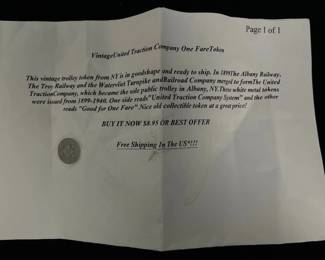 Page 1 of 1
VintageUnited Traction Company One FareToken
This vintage trolley token from NY is in goodshape and ready to ship. In 1899The Albany Railway,
The Troy Railway and the Watervliet Turnpike andRailroad Company mergd to formThe United
TractionCompany, which became the sole public trolley in Albany, NY.Thes white metal tokens
were issued from 1899-1940. One side reads"United Traction Company System" and the other
reads "Good for One Fare" Nice old collectible token at a great price!
BUY IT NOW $8.95 OR BEST OFFER
Free Shipping In The US*!!!